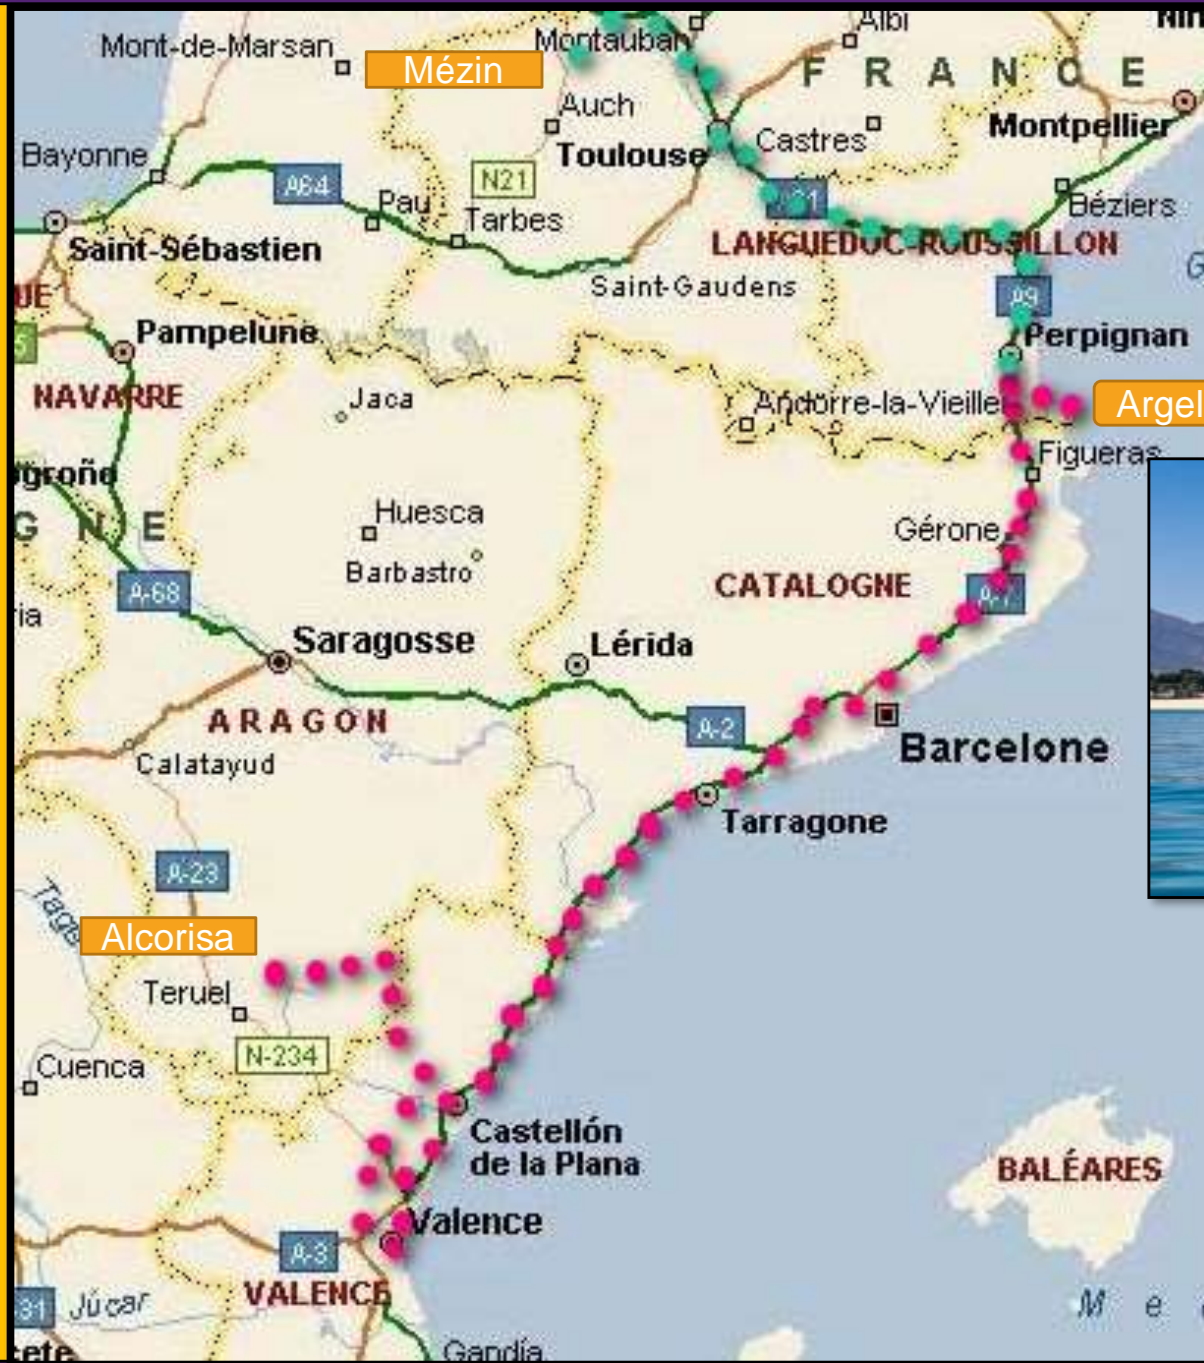 Albi
Mont-de-Marsan
Mézin
Montauban
FRANCE
Auch
Castres
Montpellier
Bayonne
Toulouse
A64
N21
Pau
Tarbes
Béziers
Saint-Sébastien
LANGUEDOC-ROUSSILLON
Saint-Gaudens
A9
Pampelune
Perpignan
NAVARRE
Jaca
Andorre-la-Vieille
Argel
Figueras
Huesca
Gérone
Barbastro
A-68
CATALOGNE
A-7
Saragosse
Lérida
ARAGON
A-2
Barcelone
Calatayud
Tarragone
A-23
Alcorisa
Teruel
N-234
Cuenca
Castellón
de la Plana
BALÉARES
Valence
A-3
VALENCE
31
Júcar
M e
Gandía